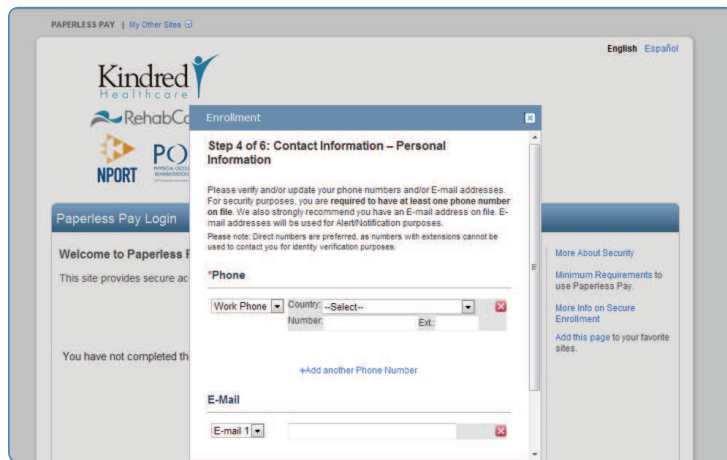 PAPERLESS PAY | My Other Sites
English Español
Kindred
Healthcare
RehabCa
NPORT
Enrollment
Step 4 of 6: Contact Information – Personal
Information
Please verify and/or update your phone numbers and/or E-mail addresses.
For security purposes, you are required to have at least one phone number
on file. We also strongly recommend you have an E-mail address on file. E-
mail addresses will be used for Alert/Notification purposes.
Please note: Direct numbers are preferred, as numbers with extensions cannot be
used to contact you for identity verification purposes.
*Phone
Work Phone Country: --Select--
Number: Ext.:
+Add another Phone Number
E-Mail
E-mail 1
Paperless Pay Login
Welcome to Paperless P
This site provides secure ac
You have not completed th
More About Security
Minimum Requirements to
use Paperless Pay.
More Info on Secure
Enrollment
Add this page to your favorite
sites.